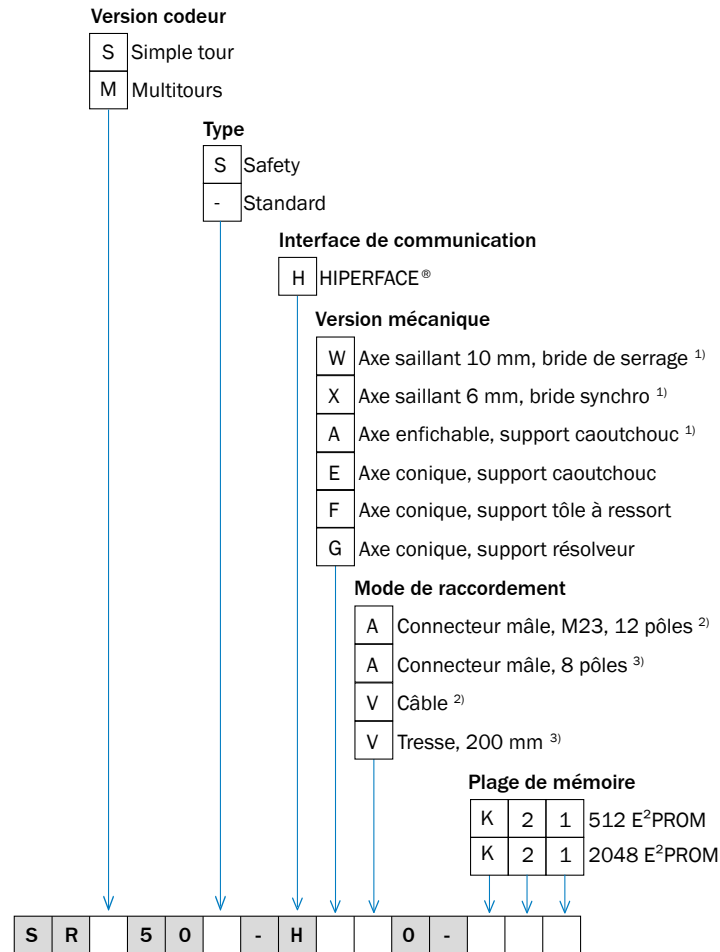 Version codeur
S Simple tour
M Multitours
Type
S Safety
- Standard
Interface de communication
H HIPERFACE®
Version mécanique
W Axe saillant 10 mm, bride de serrage 1)
X Axe saillant 6 mm, bride synchro 1)
A Axe enfichable, support caoutchouc 1)
E Axe conique, support caoutchouc
F Axe conique, support tôle à ressort
G Axe conique, support résolveur
Mode de raccordement
A Connecteur mâle, M23, 12 pôles 2)
A Connecteur mâle, 8 pôles 3)
V Câble 2)
V Tresse, 200 mm 3)
Plage de mémoire
K 2 1 512 E²PROM
K 2 1 2048 E²PROM
S R 5 0 - H 0 -